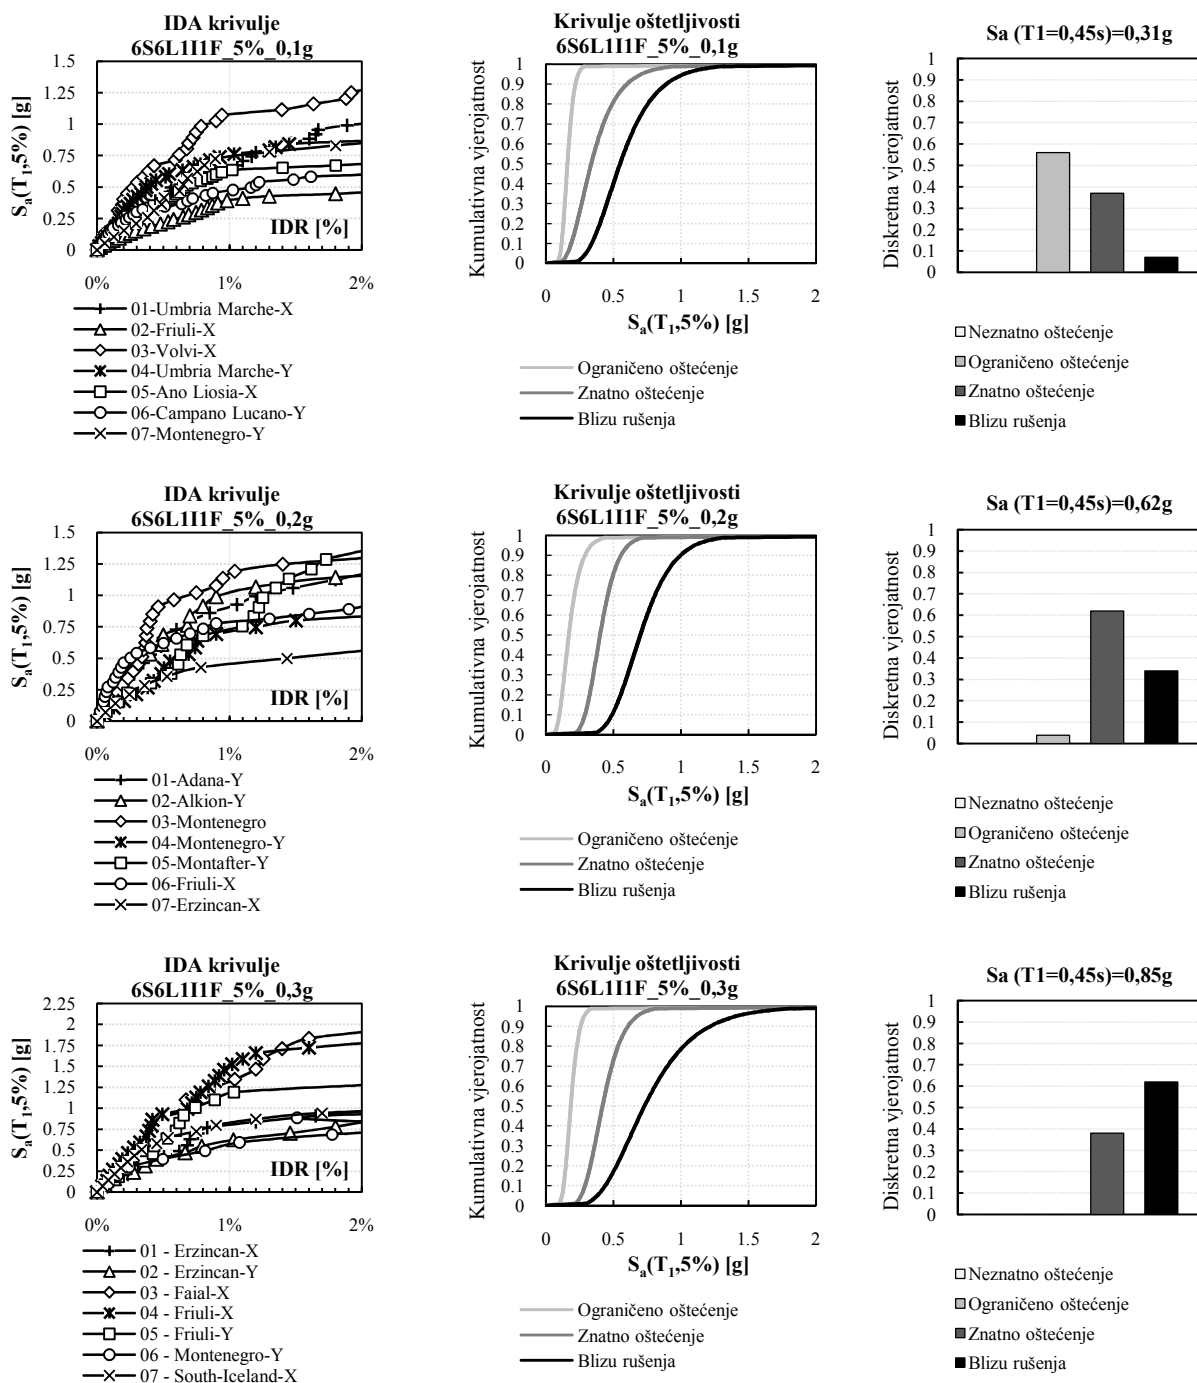 IDA krivulje
6S6L1I1F_5%_0,1g
1.5
1.25
1
0.75
0.5
0.25
0
Sa(T1,5%) [g]
IDR [%]
0%
1%
2%
01-Umbria Marche-X
02-Friuli-X
03-Volvi-X
04-Umbria Marche-Y
05-Ano Liosia-X
06-Campano Lucano-Y
07-Montenegro-Y
Krivulje oštetljivosti
6S6L1I1F_5%_0,1g
Kumulativna vjerojatnost
1
0.9
0.8
0.7
0.6
0.5
0.4
0.3
0.2
0.1
0
0
0.5
1
1.5
2
Sa(T1,5%) [g]
Ograničeno oštećenje
Znatno oštećenje
Blizu rušenja
Sa (T1=0,45s)=0,31g
Diskretna vjerojatnost
1
0.9
0.8
0.7
0.6
0.5
0.4
0.3
0.2
0.1
0
Neznatno oštećenje
Ograničeno oštećenje
Znatno oštećenje
Blizu rušenja
IDA krivulje
6S6L1I1F_5%_0,2g
1.5
1.25
1
0.75
0.5
0.25
0
Sa(T1,5%) [g]
IDR [%]
0%
1%
2%
01-Adana-Y
02-Alkion-Y
03-Montenegro
04-Montenegro-Y
05-Montafter-Y
06-Friuli-X
07-Erzincan-X
Krivulje oštetljivosti
6S6L1I1F_5%_0,2g
Kumulativna vjerojatnost
1
0.9
0.8
0.7
0.6
0.5
0.4
0.3
0.2
0.1
0
0
0.5
1
1.5
2
Sa(T1,5%) [g]
Ograničeno oštećenje
Znatno oštećenje
Blizu rušenja
Sa (T1=0,45s)=0,62g
Diskretna vjerojatnost
1
0.9
0.8
0.7
0.6
0.5
0.4
0.3
0.2
0.1
0
Neznatno oštećenje
Ograničeno oštećenje
Znatno oštećenje
Blizu rušenja
IDA krivulje
6S6L1I1F_5%_0,3g
2.25
2
1.75
1.5
1.25
1
0.75
0.5
0.25
0
Sa(T1,5%) [g]
IDR [%]
0%
1%
2%
01 - Erzincan-X
02 - Erzincan-Y
03 - Faial-X
04 - Friuli-X
05 - Friuli-Y
06 - Montenegro-Y
07 - South-Iceland-X
Krivulje oštetljivosti
6S6L1I1F_5%_0,3g
Kumulativna vjerojatnost
1
0.9
0.8
0.7
0.6
0.5
0.4
0.3
0.2
0.1
0
0
0.5
1
1.5
2
Sa(T1,5%) [g]
Ograničeno oštećenje
Znatno oštećenje
Blizu rušenja
Sa (T1=0,45s)=0,85g
Diskretna vjerojatnost
1
0.9
0.8
0.7
0.6
0.5
0.4
0.3
0.2
0.1
0
Neznatno oštećenje
Ograničeno oštećenje
Znatno oštećenje
Blizu rušenja